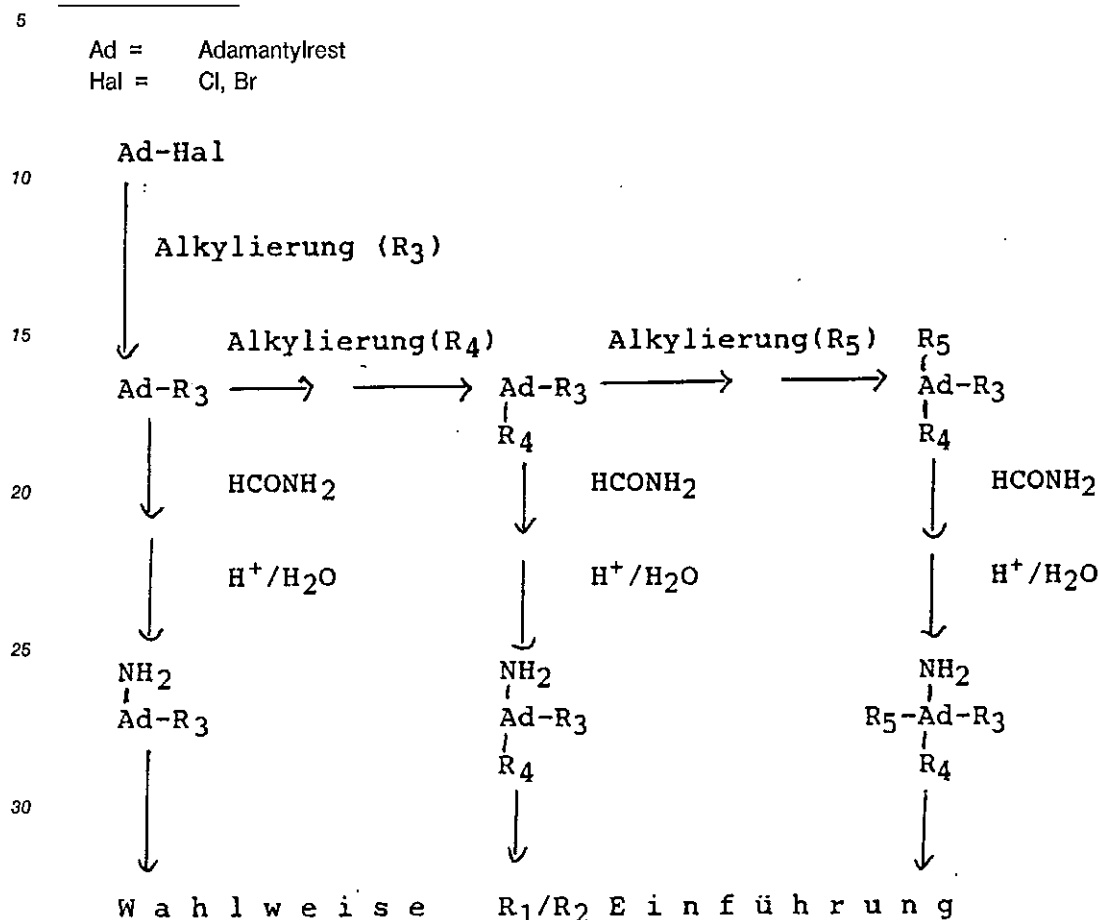 5
Ad = Adamantylrest
Hal = Cl, Br
Ad-Hal
10
Alkylierung (R3)
15
Alkylierung(R4) Alkylierung(R5) R5
Ad-R3 Ad-R3 Ad-R3
R4 R4
HCONH2 HCONH2 HCONH2
20
H+/H2O H+/H2O H+/H2O
25
NH2 NH2 NH2
Ad-R3 Ad-R3 R5-Ad-R3
R4 R4
30
Wahlweise R1/R2 Einführung